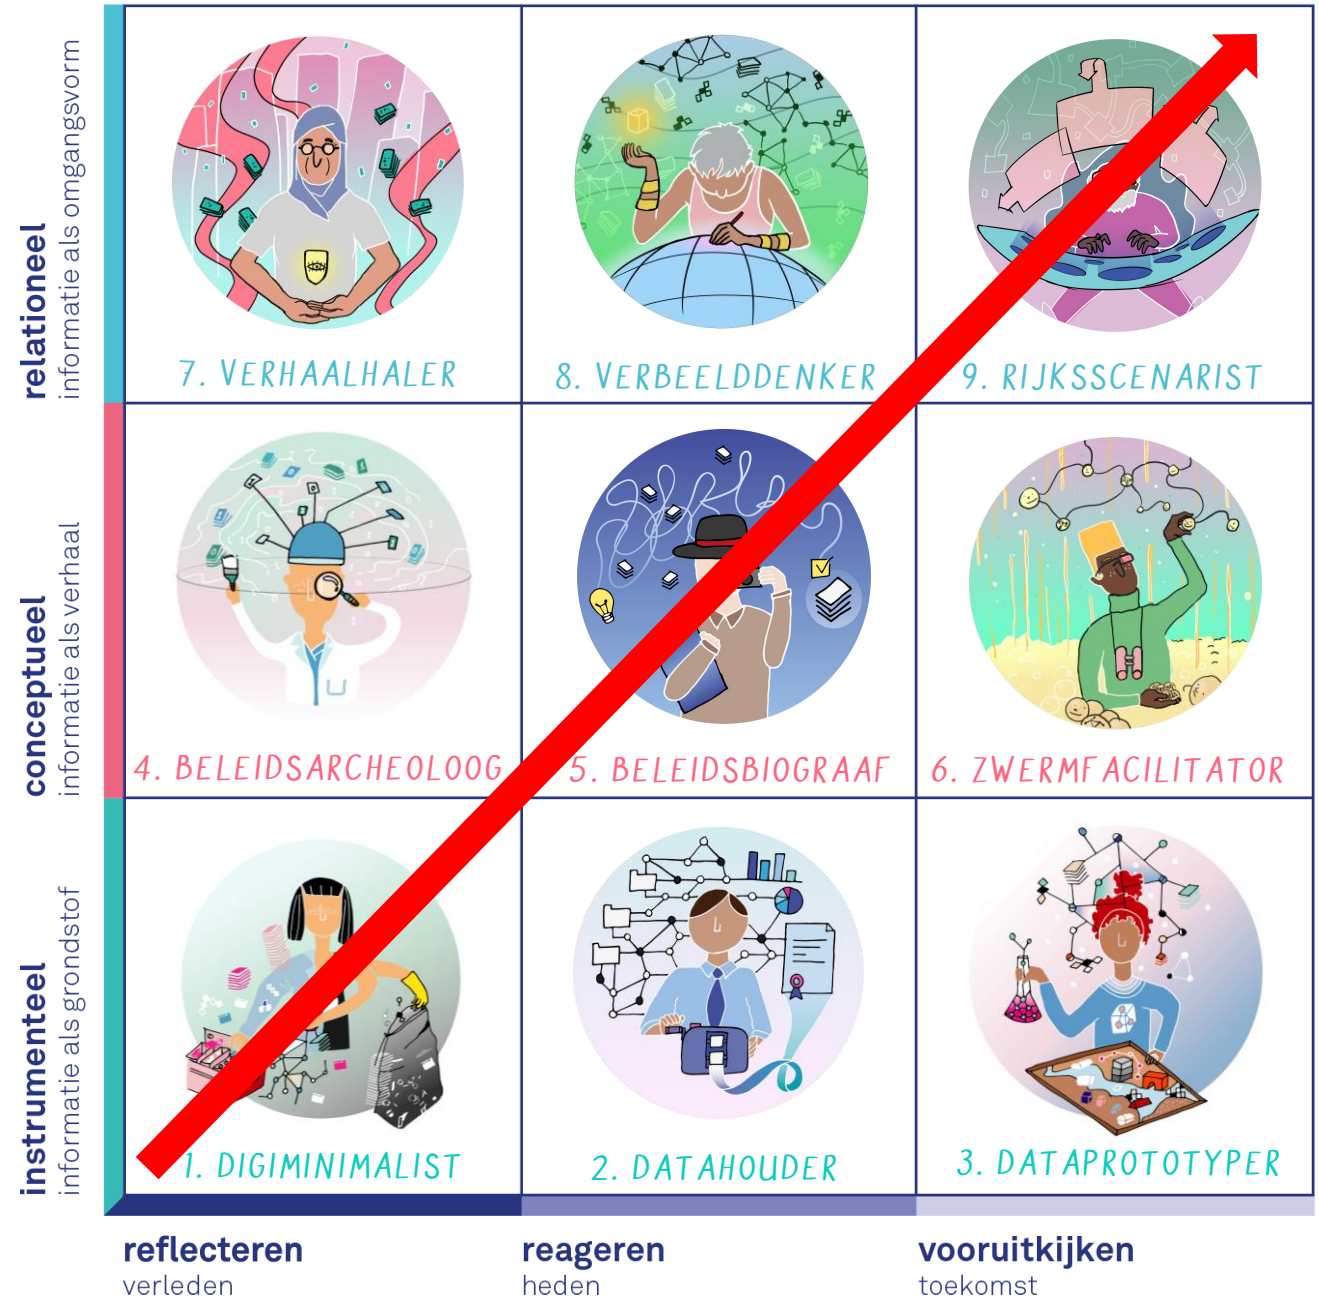 relationeel
informatie als omgangsvorm
7. VERHAALHALER
8. VERBEELDDENKER
9. RIJKSSCENARIST
conceptueel
informatie als verhaal
4. BELEIDSARCHEOLOOG
5. BELEIDSBIOGRAAF
6. ZWERMFACILITATOR
instrumenteel
informatie als grondstof
1. DIGIMINIMALIST
2. DATAHOUDER
3. DATAPROTOTYPER
reflecteren
verleden
reageren
heden
vooruitkijken
toekomst